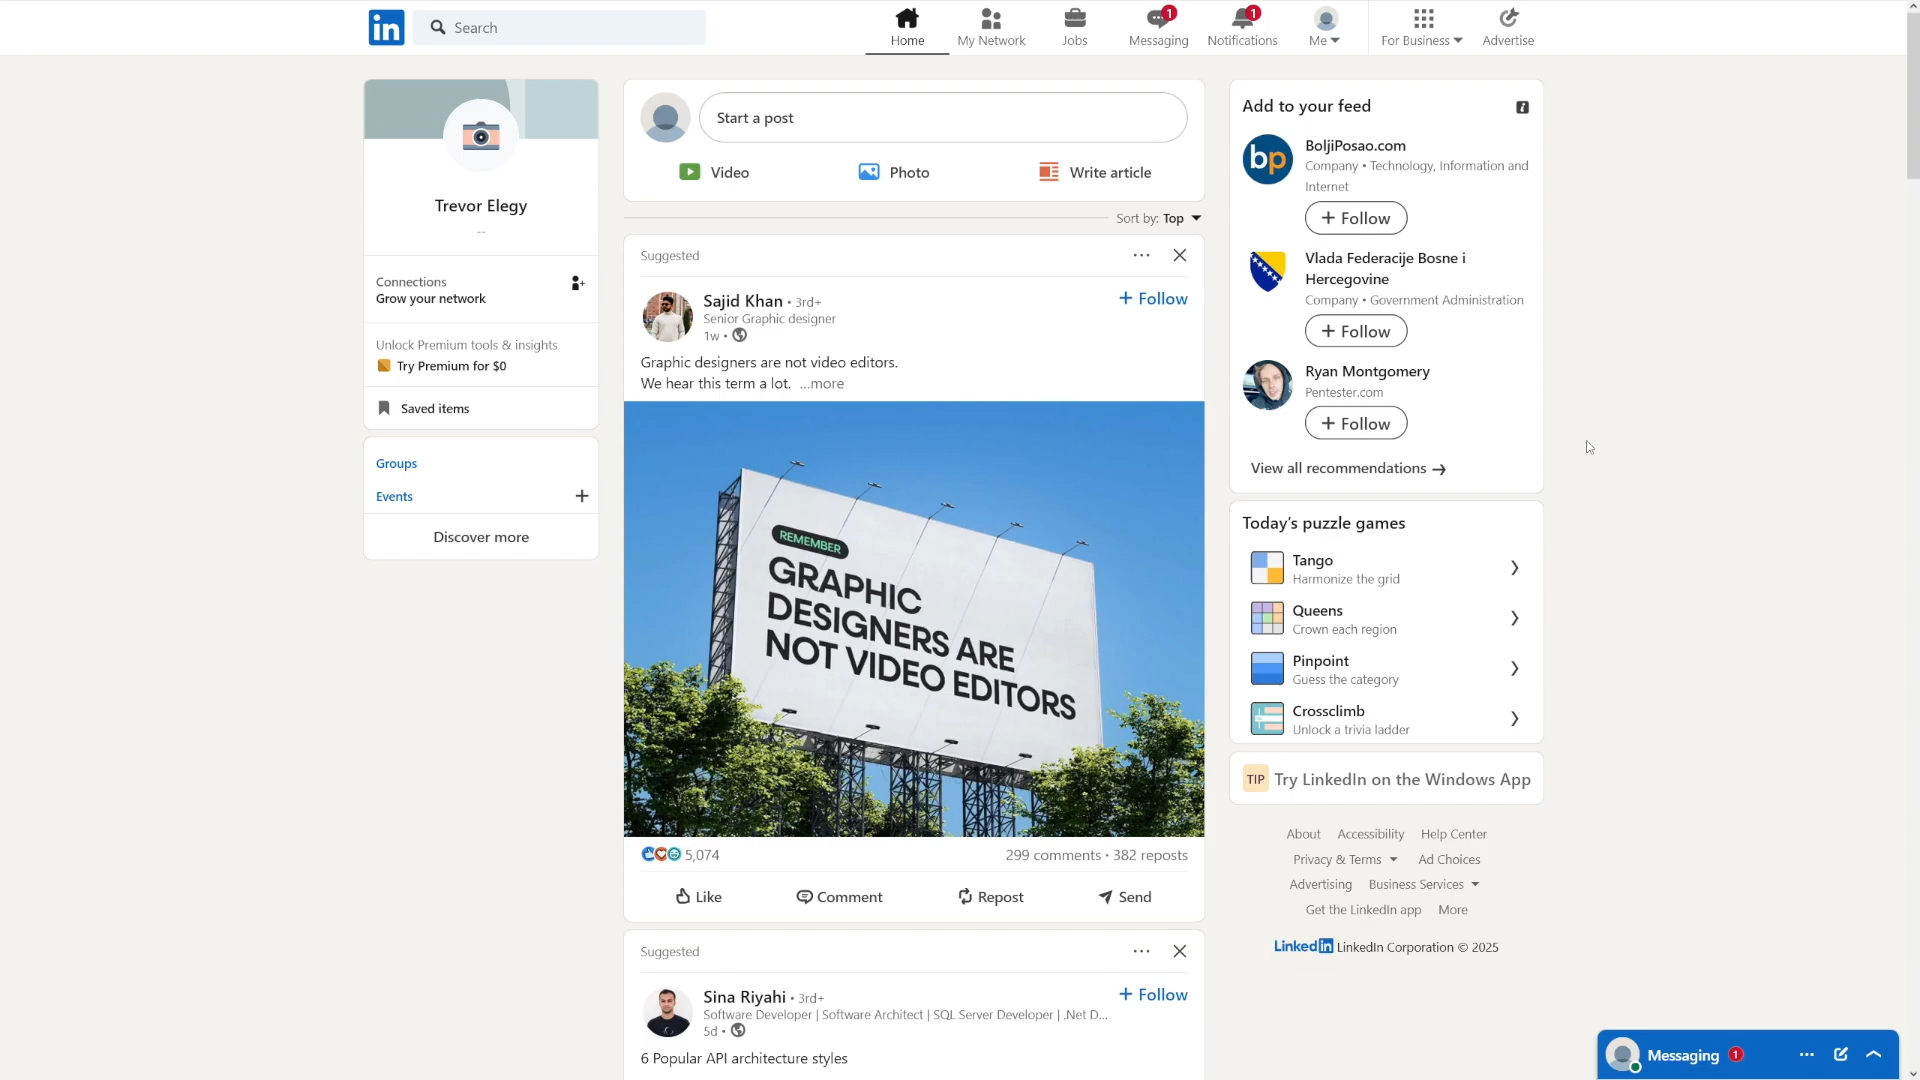 in
Search
Home
My Network
Jobs
1
Messaging
1
Notifications
Me
For Business
Advertise
Trevor Elegy
--
Connections
Grow your network
Unlock Premium tools & insights
Try Premium for $0
Saved items
Groups
Events
Discover more
Start a post
Video
Photo
Write article
Sort by: Top
Suggested
Sajid Khan • 3rd+
Senior Graphic designer
1w •
+ Follow
Graphic designers are not video editors.
We hear this term a lot. ...more
REMEMBER
GRAPHIC
DESIGNERS ARE
NOT VIDEO EDITORS
5,074
299 comments • 382 reposts
Like
Comment
Repost
Send
Suggested
Sina Riyahi • 3rd+
Software Developer | Software Architect | SQL Server Developer | .Net D...
5d •
+ Follow
6 Popular API architecture styles
Add to your feed
bp
BoljiPosao.com
Company • Technology, Information and
Internet
+ Follow
Vlada Federacije Bosne i
Hercegovine
Company • Government Administration
+ Follow
Ryan Montgomery
Pentester.com
+ Follow
View all recommendations →
Today's puzzle games
Tango
Harmonize the grid
Queens
Crown each region
Pinpoint
Guess the category
Crossclimb
Unlock a trivia ladder
TIP Try LinkedIn on the Windows App
About Accessibility Help Center
Privacy & Terms Ad Choices
Advertising Business Services
Get the LinkedIn app More
LinkedIn LinkedIn Corporation © 2025
Messaging 1